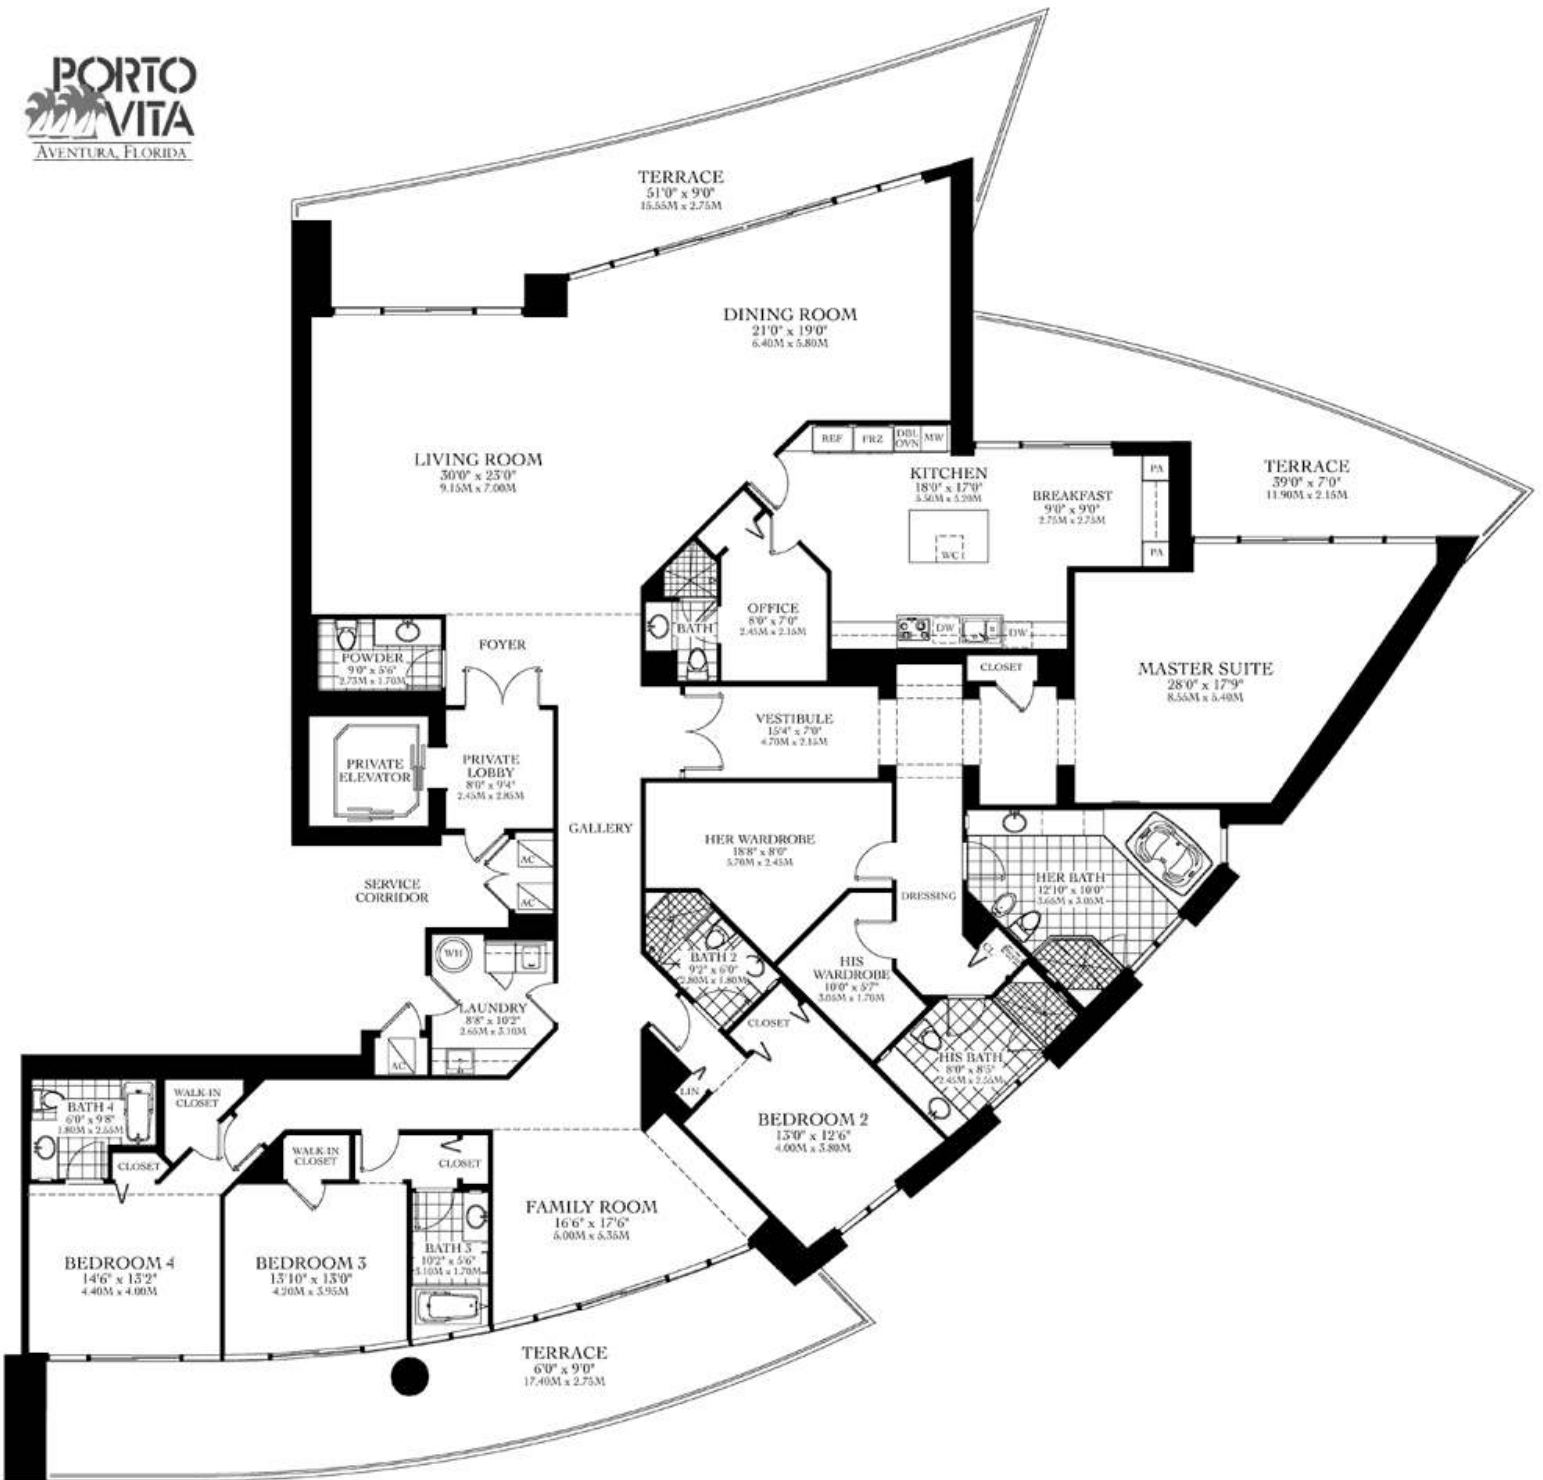 PORTO
VITA
AVENTURA, FLORIDA
TERRACE
51'0" x 9'0"
15.55M x 2.75M
DINING ROOM
21'0" x 19'0"
6.40M x 5.80M
LIVING ROOM
30'0" x 23'0"
9.15M x 7.00M
REF
FRZ
DBL
OVN
MW
KITCHEN
18'0" x 17'0"
5.50M x 5.20M
BREAKFAST
9'0" x 9'0"
2.75M x 2.75M
PA
PA
TERRACE
39'0" x 7'0"
11.90M x 2.15M
OFFICE
8'0" x 7'0"
2.45M x 2.15M
BATH
DW
DW
FOYER
POWDER
9'0" x 5'6"
2.75M x 1.70M
CLOSET
MASTER SUITE
28'0" x 17'9"
8.55M x 5.40M
VESTIBULE
15'4" x 7'0"
4.70M x 2.15M
PRIVATE
ELEVATOR
PRIVATE
LOBBY
8'0" x 9'4"
2.45M x 2.85M
GALLERY
HER WARDROBE
18'8" x 8'0"
5.70M x 2.45M
AC
AC
SERVICE
CORRIDOR
HER BATH
12'10" x 10'0"
3.65M x 3.05M
DRESSING
CL
WH
BATH 2
9'2" x 6'0"
2.80M x 1.80M
HIS
WARDROBE
10'0" x 5'7"
3.05M x 1.70M
LAUNDRY
8'8" x 10'2"
2.65M x 3.10M
CLOSET
AC
HIS BATH
8'0" x 8'5"
2.45M x 2.55M
LIN
BEDROOM 2
13'0" x 12'6"
4.00M x 3.80M
BATH 4
6'0" x 9'8"
1.80M x 2.55M
WALK-IN
CLOSET
CLOSET
WALK-IN
CLOSET
CLOSET
FAMILY ROOM
16'6" x 17'6"
5.00M x 5.35M
BEDROOM 4
14'6" x 13'2"
4.40M x 4.00M
BEDROOM 3
13'10" x 13'0"
4.20M x 3.95M
BATH 3
10'2" x 5'6"
3.10M x 1.70M
TERRACE
6'0" x 9'0"
17.40M x 2.75M